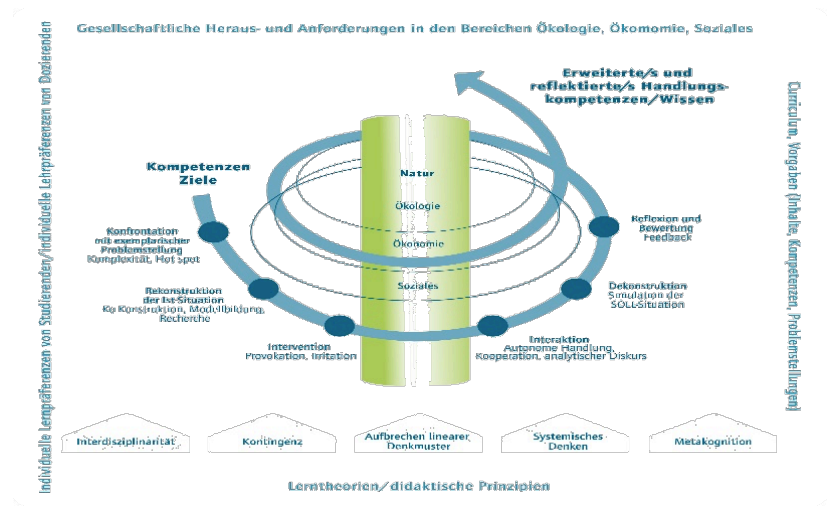 Gesellschaftliche Heraus- und Anforderungen in den Bereichen Ökologie, Ökomomie, Soziales
Individuelle Lernpräferenzen von Studierenden/individuelle Lehrpräferenzen von Dozierenden
Erweiterte/s und
reflektierte/s Handlungs-
kompetenzen/Wissen
Curriculum, Vorgaben (Inhalte, Kompetenzen, Problemstellungen)
Kompetenzen
Ziele
Natur
Ökologie
Ökonomie
Soziales
Konfrontation
mit exemplarischer
Problemstellung
Komplexität, Hot spot
Rekonstruktion
der Ist-Situation
Ko Konstruktion, Modellbildung,
Recherche
Intervention
Provokation, Irritation
Interaktion
Autonome Handlung,
Kooperation, analytischer Diskurs
Dekonstruktion
Simulation der
SOLL-Situation
Reflexion und
Bewertung
Feedback
Interdisziplinarität
Kontingenz
Aufbrechen linearer
Denkmuster
Systemisches
Denken
Metakognition
Lerntheorien/didaktische Prinzipien